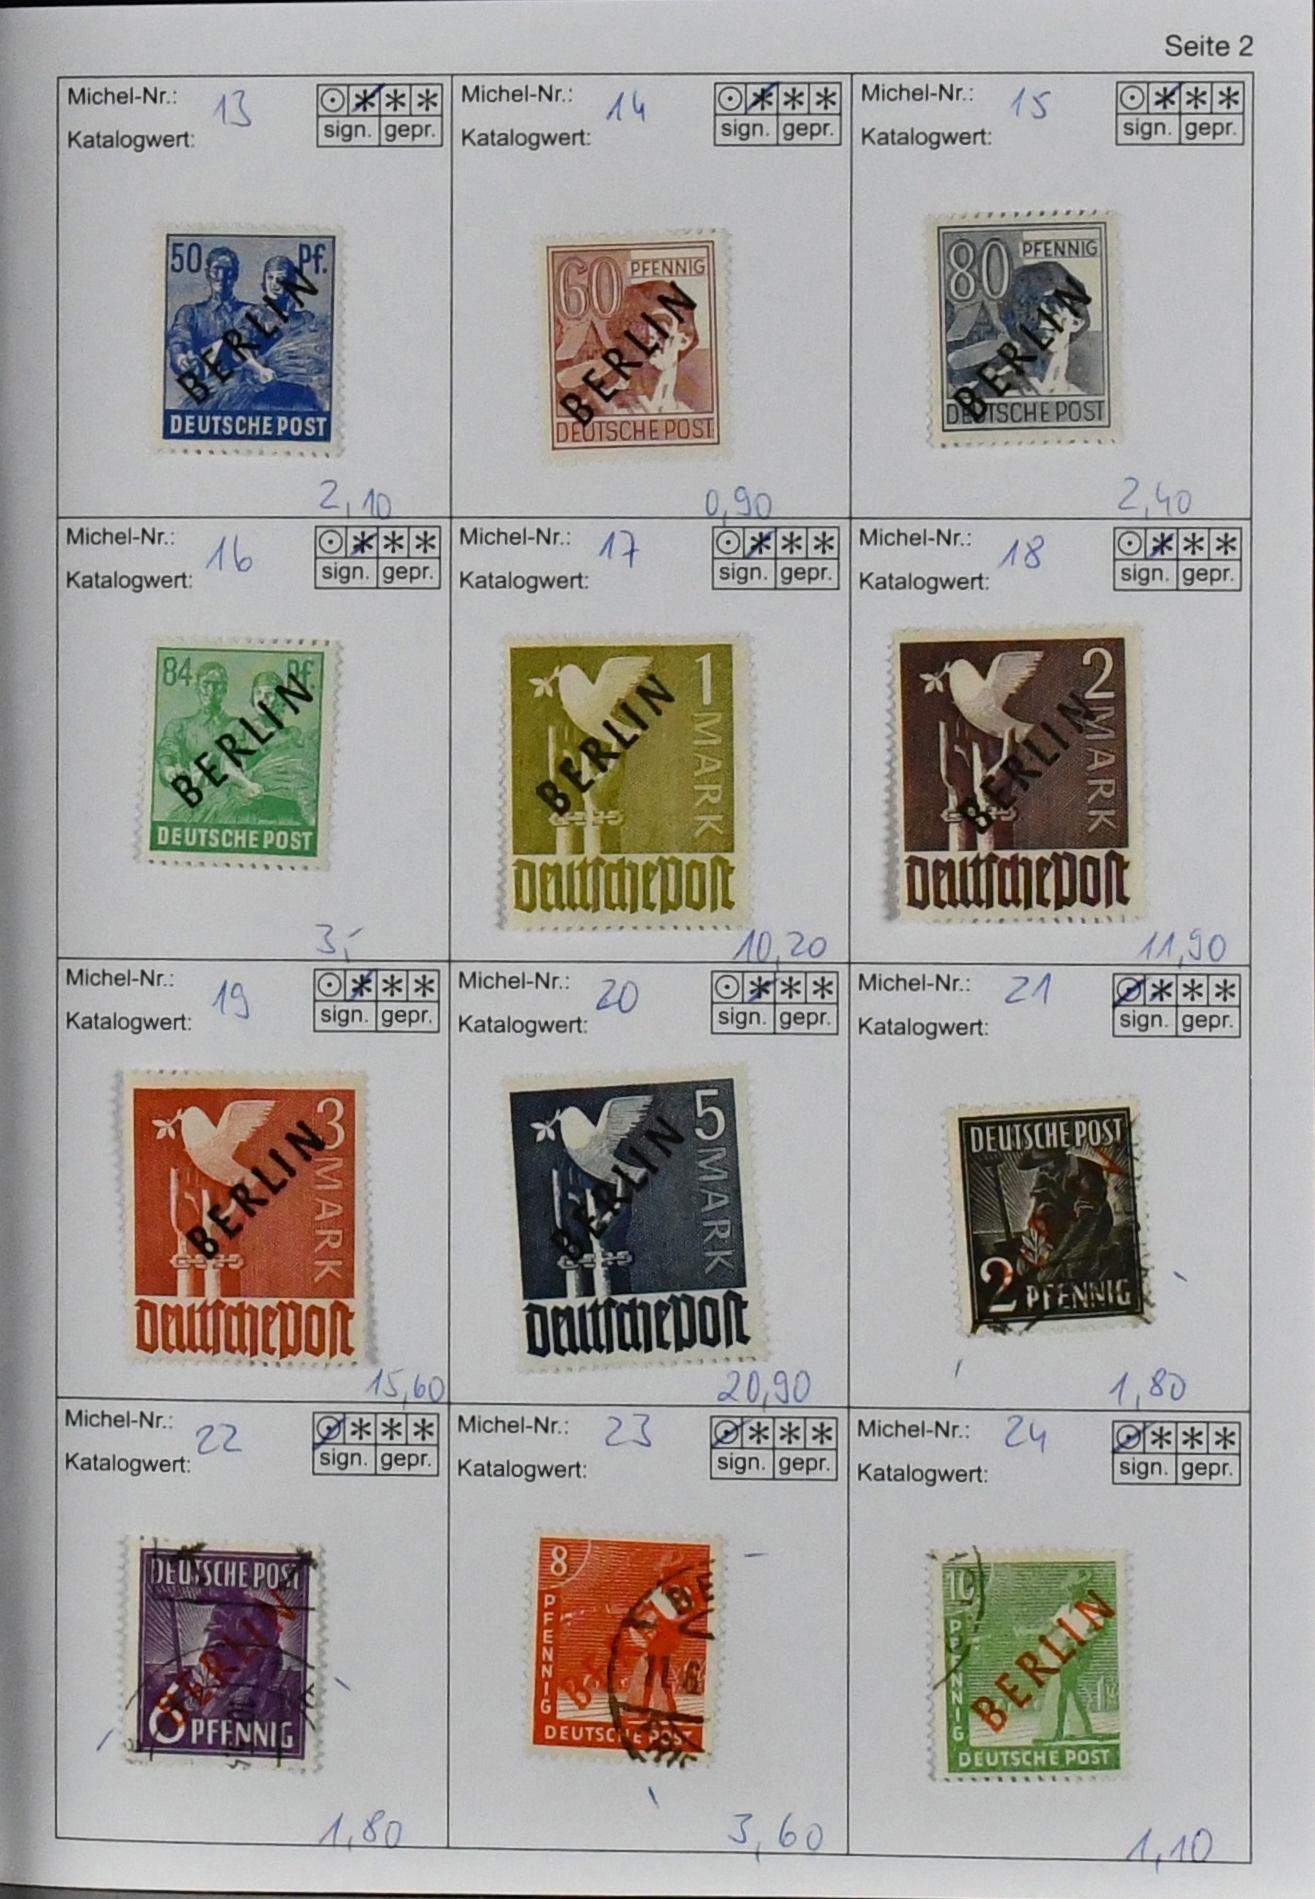 Seite 2
Michel-Nr.: 13
Katalogwert:
sign. gepr.
50 Pf.
BERLIN
DEUTSCHE POST
2,10
Michel-Nr.: 14
Katalogwert:
sign. gepr.
60 PFENNIG
BERLIN
DEUTSCHE POST
0,90
Michel-Nr.: 15
Katalogwert:
sign. gepr.
80 PFENNIG
BERLIN
DEUTSCHE POST
2,40
Michel-Nr.: 16
Katalogwert:
sign. gepr.
84 Pf
BERLIN
DEUTSCHE POST
3,-
Michel-Nr.: 17
Katalogwert:
sign. gepr.
1 MARK
BERLIN
deutsche post
10,20
Michel-Nr.: 18
Katalogwert:
sign. gepr.
2 MARK
BERLIN
deutsche post
11,90
Michel-Nr.: 19
Katalogwert:
sign. gepr.
3 MARK
BERLIN
deutsche post
15,60
Michel-Nr.: 20
Katalogwert:
sign. gepr.
5 MARK
BERLIN
deutsche post
20,90
Michel-Nr.: 21
Katalogwert:
sign. gepr.
DEUTSCHE POST
2 PFENNIG
1,80
Michel-Nr.: 22
Katalogwert:
sign. gepr.
DEUTSCHE POST
BERLIN
6 PFENNIG
1,80
Michel-Nr.: 23
Katalogwert:
sign. gepr.
8
PFENNIG
BE
11.6
DEUTSCHE POST
3,60
Michel-Nr.: 24
Katalogwert:
sign. gepr.
10
PFENNIG
BERLIN
DEUTSCHE POST
1,10